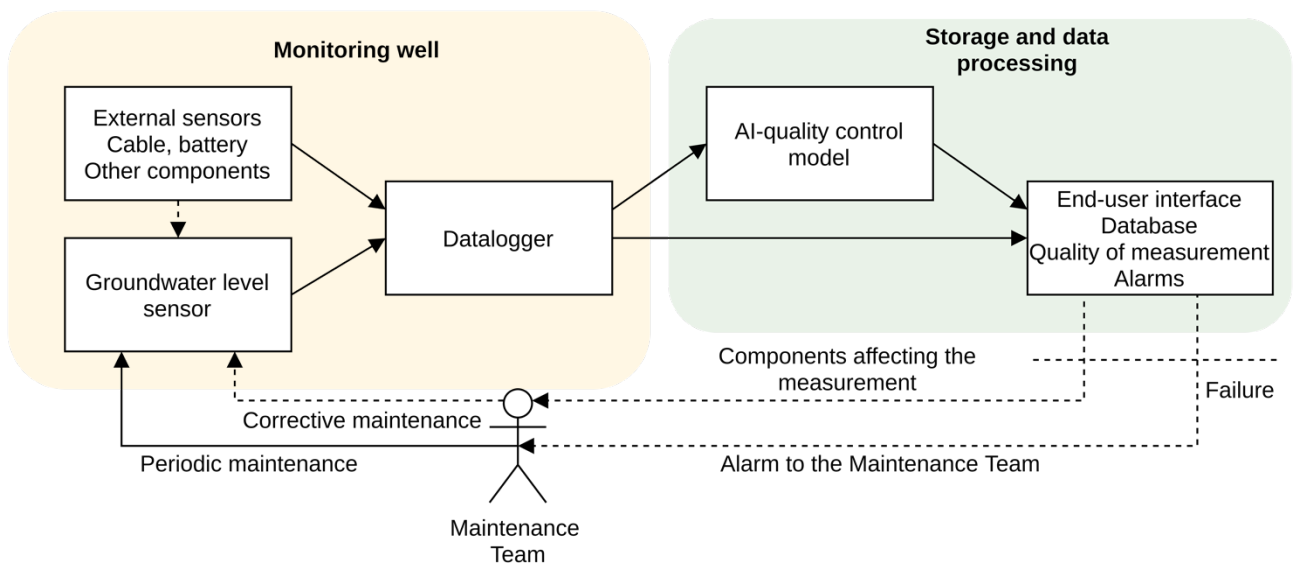 Monitoring well
Storage and data
processing
External sensors
Cable, battery
Other components
AI-quality control
model
Datalogger
End-user interface
Database
Quality of measurement
Alarms
Groundwater level
sensor
Components affecting the
measurement
Failure
Corrective maintenance
Periodic maintenance
Alarm to the Maintenance Team
Maintenance
Team